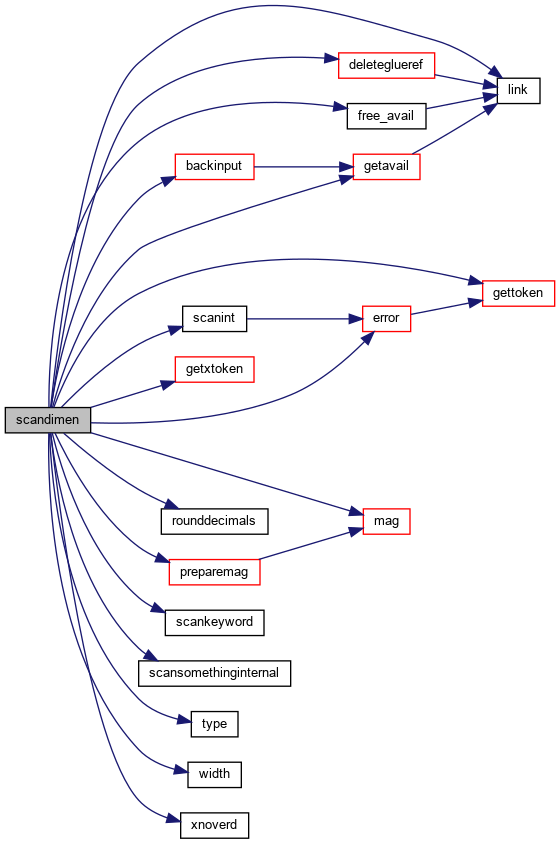 deleteglueref
link
free_avail
backinput
getavail
gettoken
scanint
error
getxtoken
scandimen
rounddecimals
mag
preparemag
scankeyword
scansomethinginternal
type
width
xnoverd